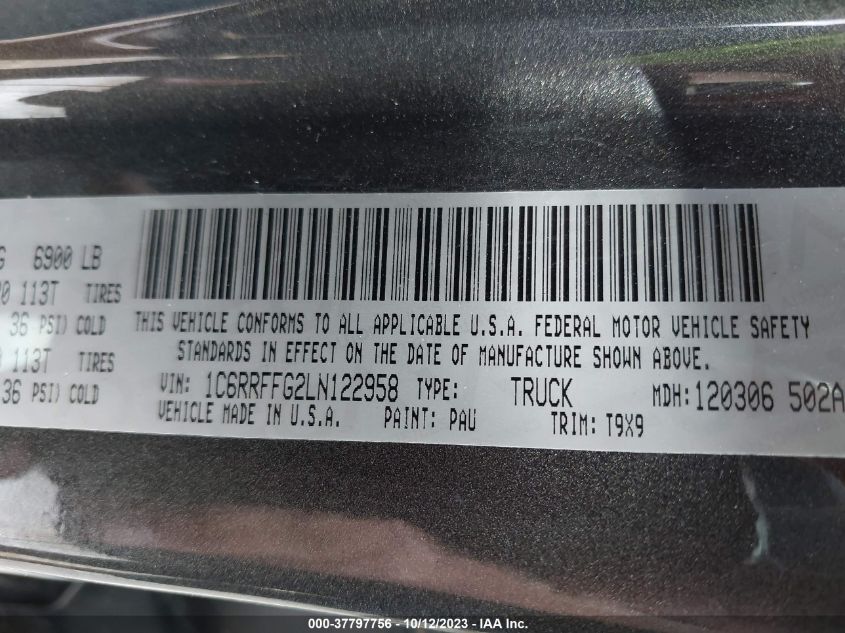 G 6900 LB
20 113T TIRES
36 PSI) COLD
113T TIRES
36 PSI) COLD
THIS VEHICLE CONFORMS TO ALL APPLICABLE U.S.A. FEDERAL MOTOR VEHICLE SAFETY
STANDARDS IN EFFECT ON THE DATE OF MANUFACTURE SHOWN ABOVE.
VIN: 1C6RRFFG2LN122958 TYPE: TRUCK MDH: 120306 502A
VEHICLE MADE IN U.S.A. PAINT: PAU TRIM: T9X9
000-37797756 - 10/12/2023 - © IAA Inc.